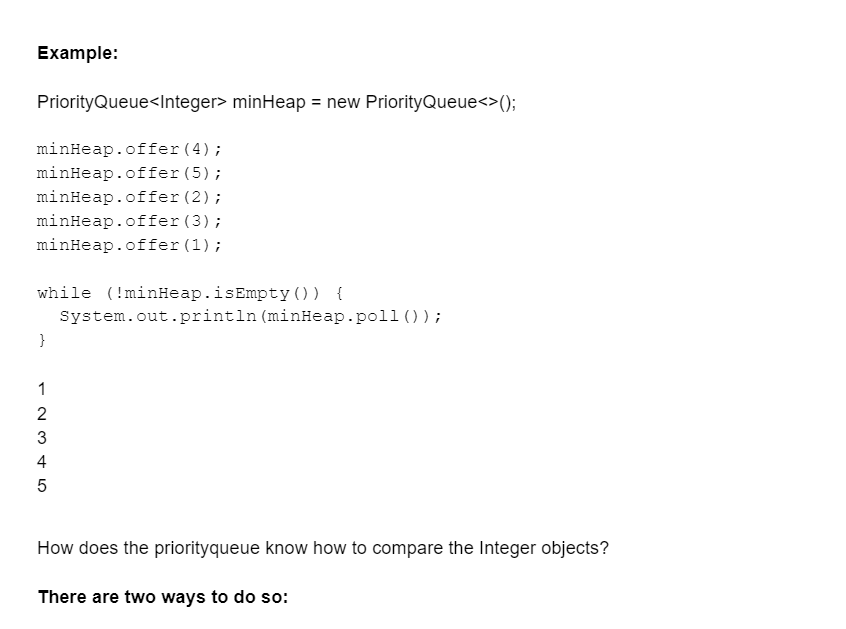 Example:
PriorityQueue<Integer> minHeap = new PriorityQueue<>();
minHeap.offer(4);
minHeap.offer(5);
minHeap.offer(2);
minHeap.offer(3);
minHeap.offer(1);
while (!minHeap.isEmpty()) {
  System.out.println(minHeap.poll());
}
1
2
3
4
5
How does the priorityqueue know how to compare the Integer objects?
There are two ways to do so: